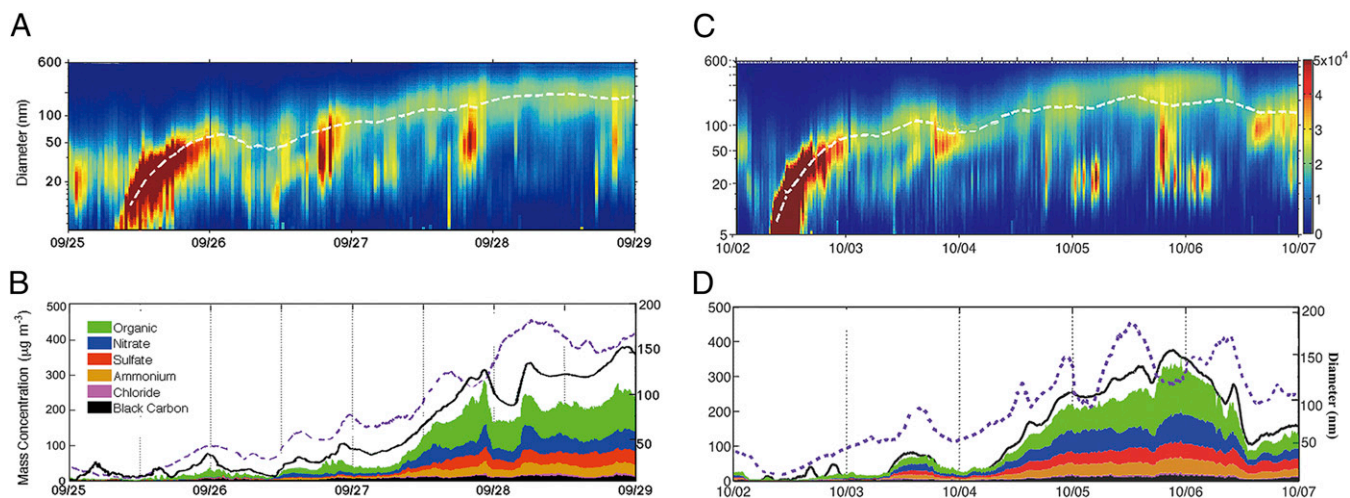 A
600
100
50
20
Diameter (nm)
09/25 09/26 09/27 09/28 09/29
C
600
100
50
20
5
10/02 10/03 10/04 10/05 10/06 10/07
5x10⁴
4
3
2
1
0
B
500
400
300
200
100
0
Mass Concentration (µg m⁻³)
Organic
Nitrate
Sulfate
Ammonium
Chloride
Black Carbon
200
150
100
50
09/25 09/26 09/27 09/28 09/29
D
500
400
300
200
100
0
200
150
100
50
Diameter (nm)
10/02 10/03 10/04 10/05 10/06 10/07